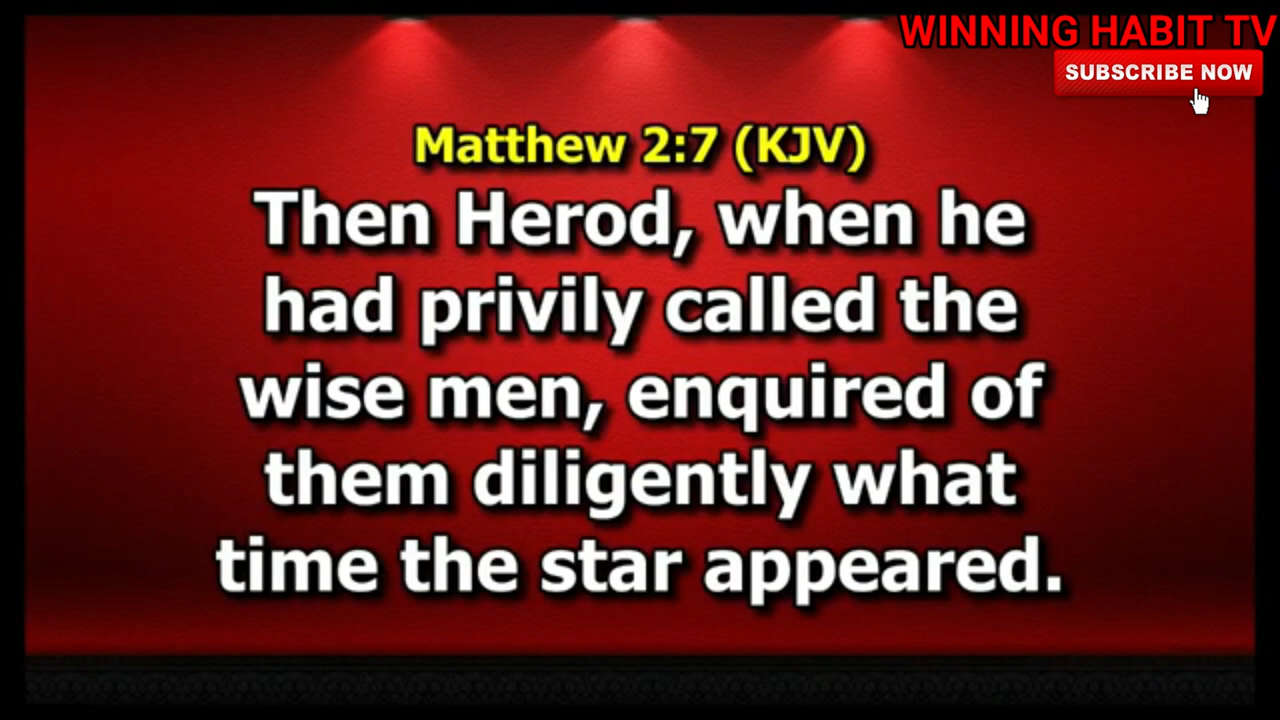 WINNING HABIT TV
SUBSCRIBE NOW
Matthew 2:7 (KJV)
Then Herod, when he
had privily called the
wise men, enquired of
them diligently what
time the star appeared.